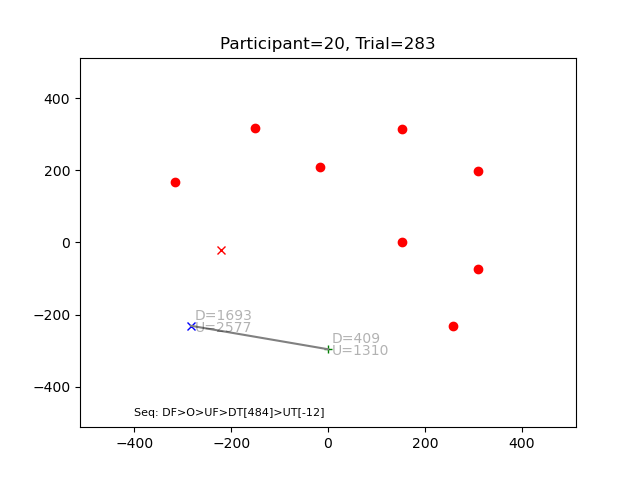 Participant=20, Trial=283
400
200
0
−200
−400
D=1693
U=2577
D=409
U=1310
Seq: DF>O>UF>DT[484]>UT[-12]
−400 −200 0 200 400